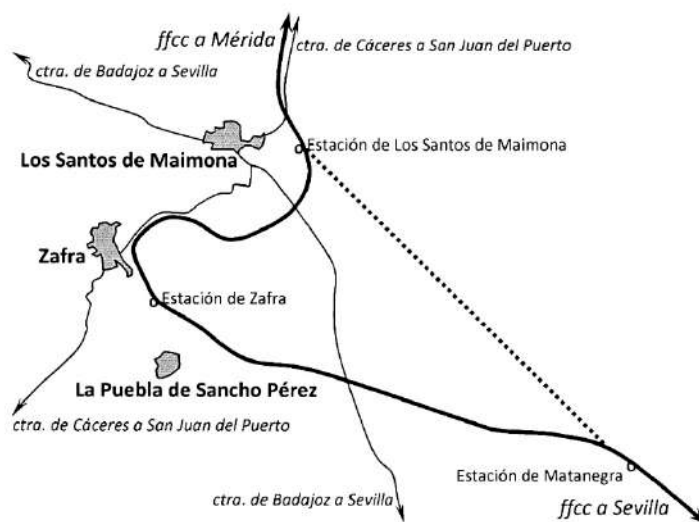 ffcc a Mérida
ctra. de Cáceres a San Juan del Puerto
ctra. de Badajoz a Sevilla
Estación de Los Santos de Maimona
Los Santos de Maimona
Zafra
Estación de Zafra
La Puebla de Sancho Pérez
ctra. de Cáceres a San Juan del Puerto
Estación de Matanegra
ctra. de Badajoz a Sevilla
ffcc a Sevilla